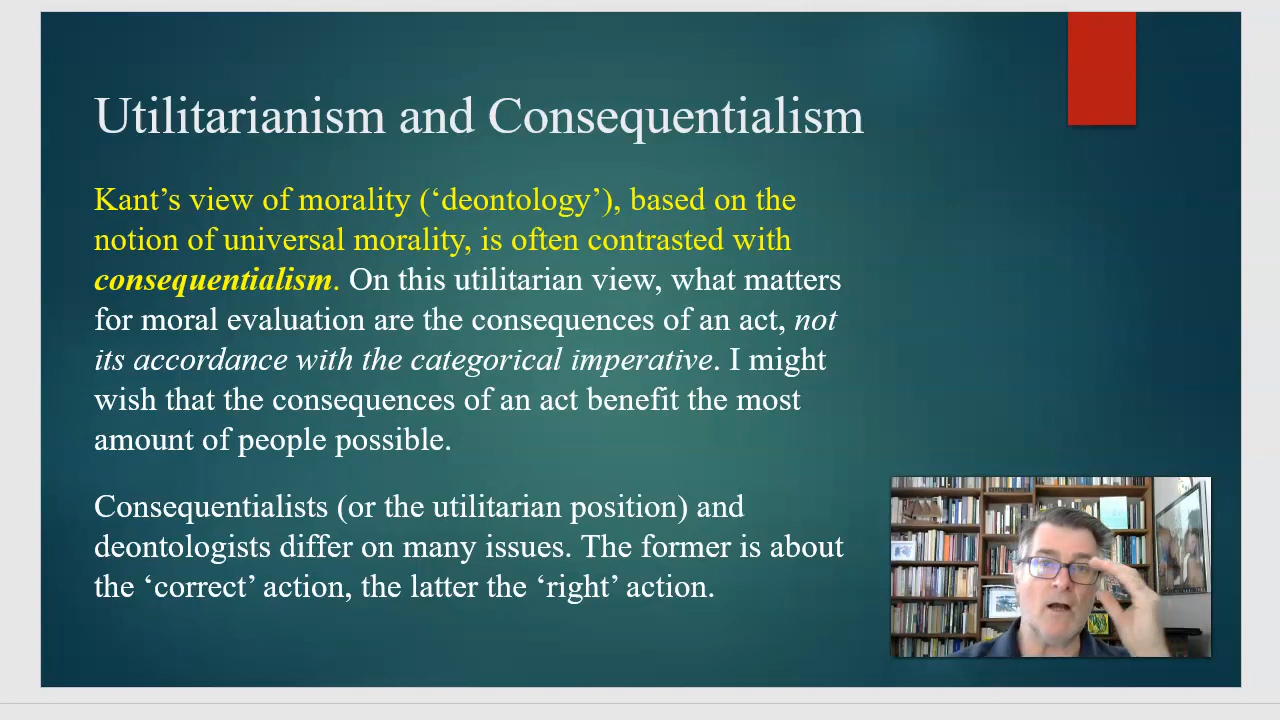 Utilitarianism and Consequentialism
Kant’s view of morality (‘deontology’), based on the
notion of universal morality, is often contrasted with
consequentialism. On this utilitarian view, what matters
for moral evaluation are the consequences of an act, not
its accordance with the categorical imperative. I might
wish that the consequences of an act benefit the most
amount of people possible.
Consequentialists (or the utilitarian position) and
deontologists differ on many issues. The former is about
the ‘correct’ action, the latter the ‘right’ action.